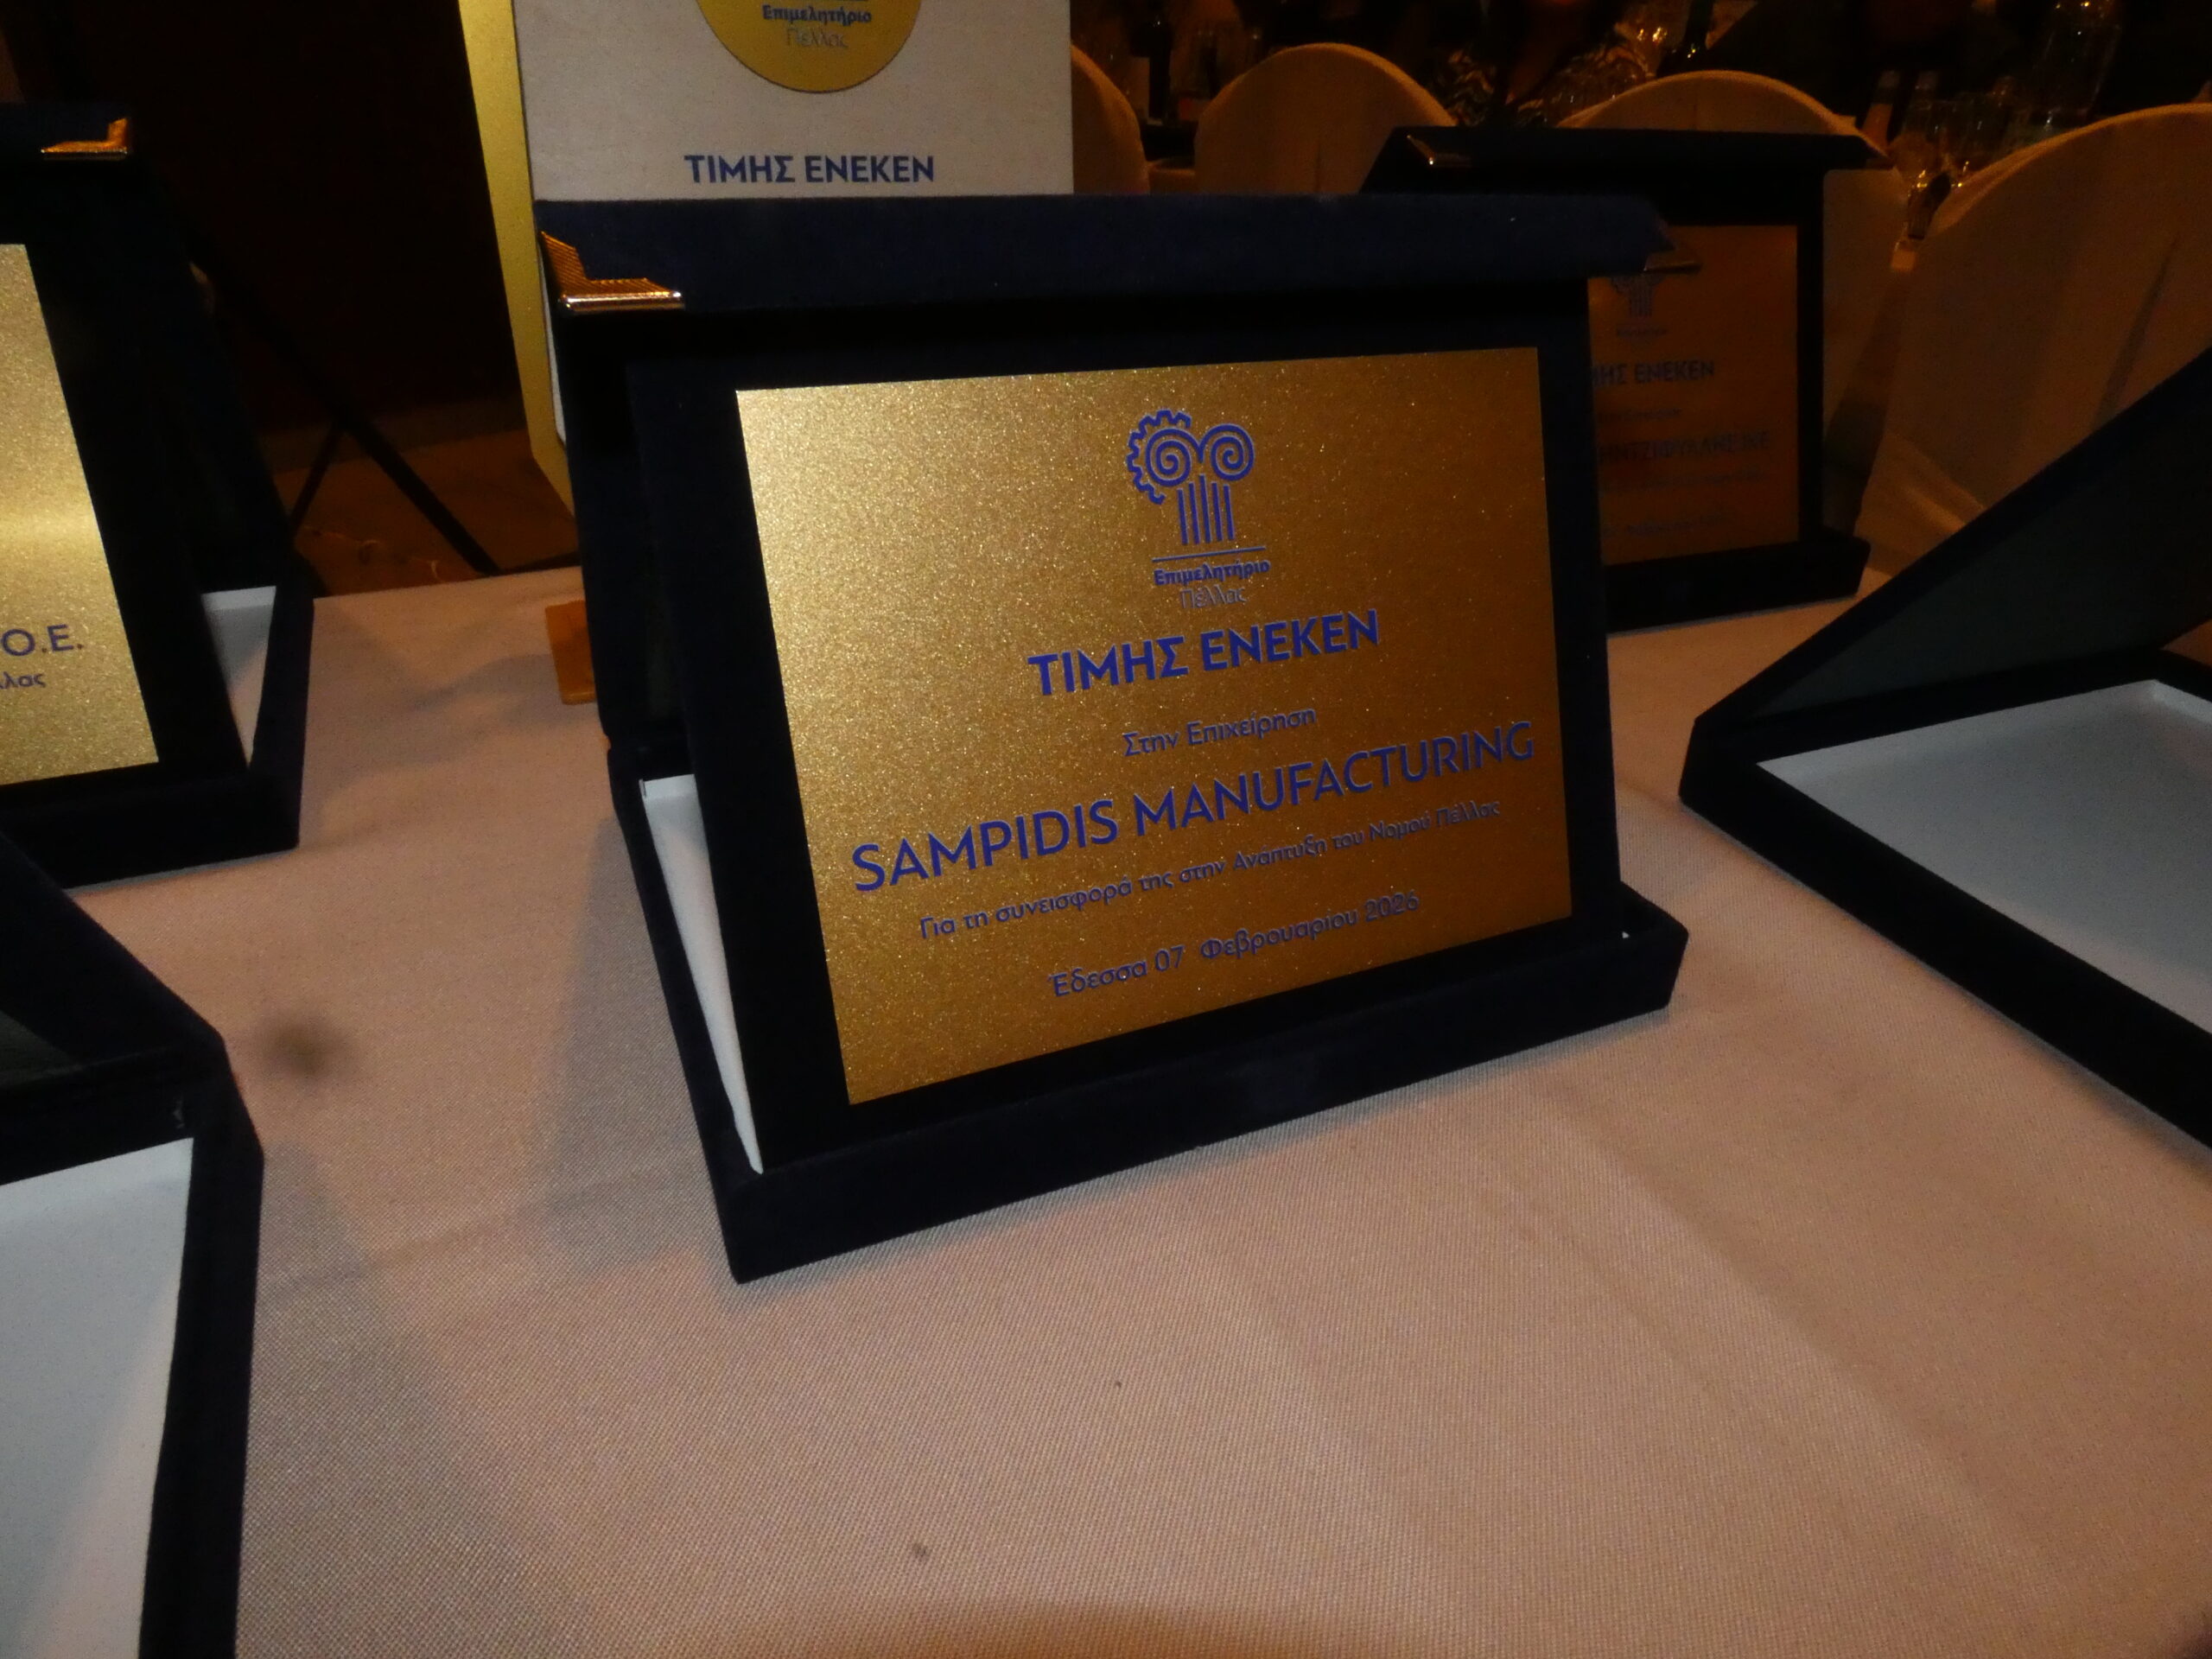 Επιμελητήριο
Πέλλας
ΤΙΜΗΣ ΕΝΕΚΕΝ
Επιμελητήριο
Πέλλας
ΤΙΜΗΣ ΕΝΕΚΕΝ
Στην Επιχείρηση
SAMPIDIS MANUFACTURING
Για τη συνεισφορά της στην Ανάπτυξη του Νομού Πέλλας
Έδεσσα 07 Φεβρουαρίου 2026
Ο.Ε.
ΕΝΕΚΕΝ